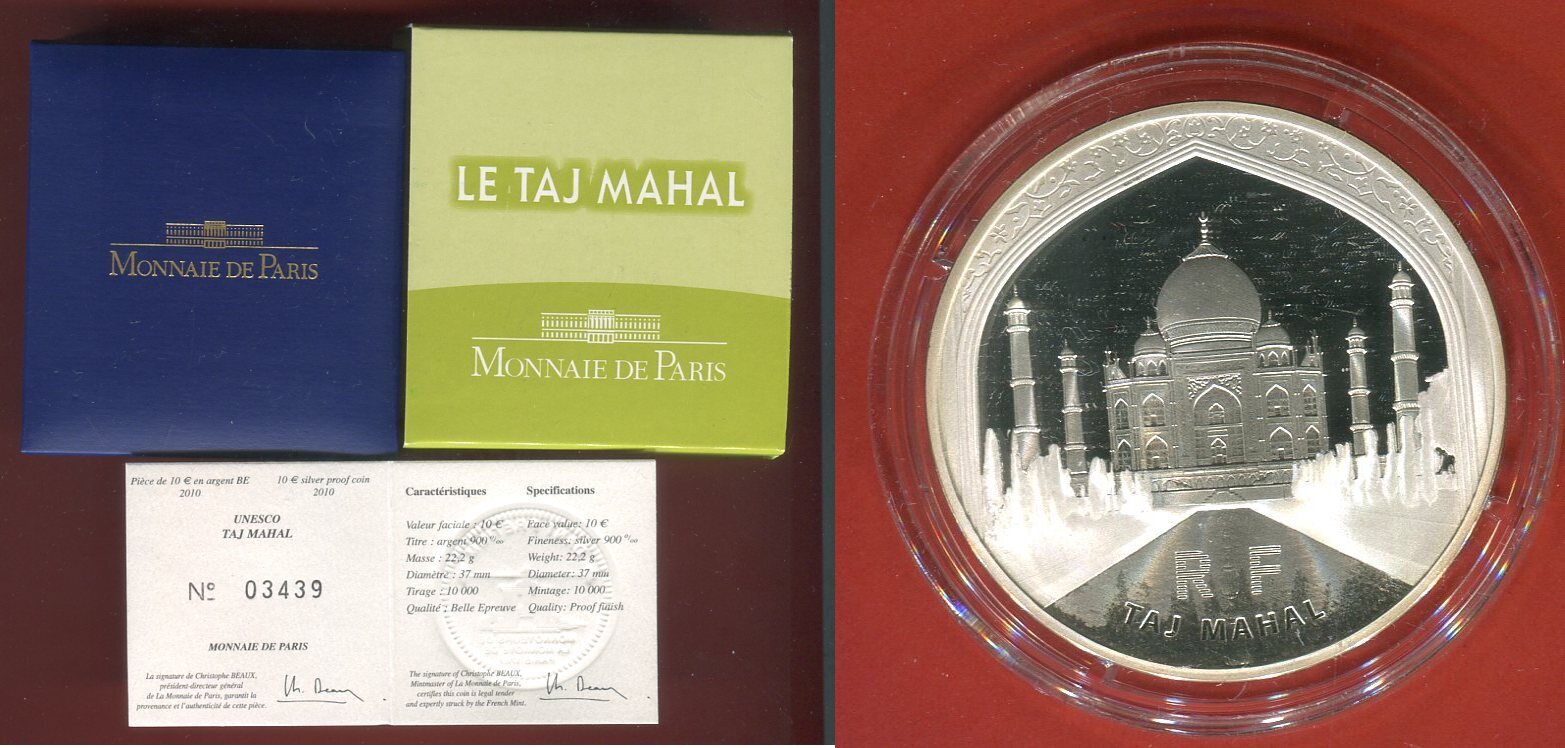 MONNAIE DE PARIS
LE TAJ MAHAL
MONNAIE DE PARIS
Pièce de 10 € en argent BE
2010
10 € silver proof coin
2010
UNESCO
TAJ MAHAL
Nº 03439
MONNAIE DE PARIS
La signature de Christophe BEAUX,
président-directeur général
de La Monnaie de Paris, garantit la
provenance et l'authenticité de cette pièce.
Caractéristiques
Valeur faciale : 10 €
Titre : argent 900 ‰
Masse : 22,2 g
Diamètre : 37 mm
Tirage : 10 000
Qualité : Belle Epreuve
Specifications
Face value: 10 €
Fineness: silver 900 ‰
Weight: 22,2 g
Diameter: 37 mm
Mintage: 10 000
Quality: Proof finish
The signature of Christophe BEAUX,
Mintmaster of La Monnaie de Paris,
certifies this coin is legal tender
and expertly struck by the French Mint.
RF
TAJ MAHAL